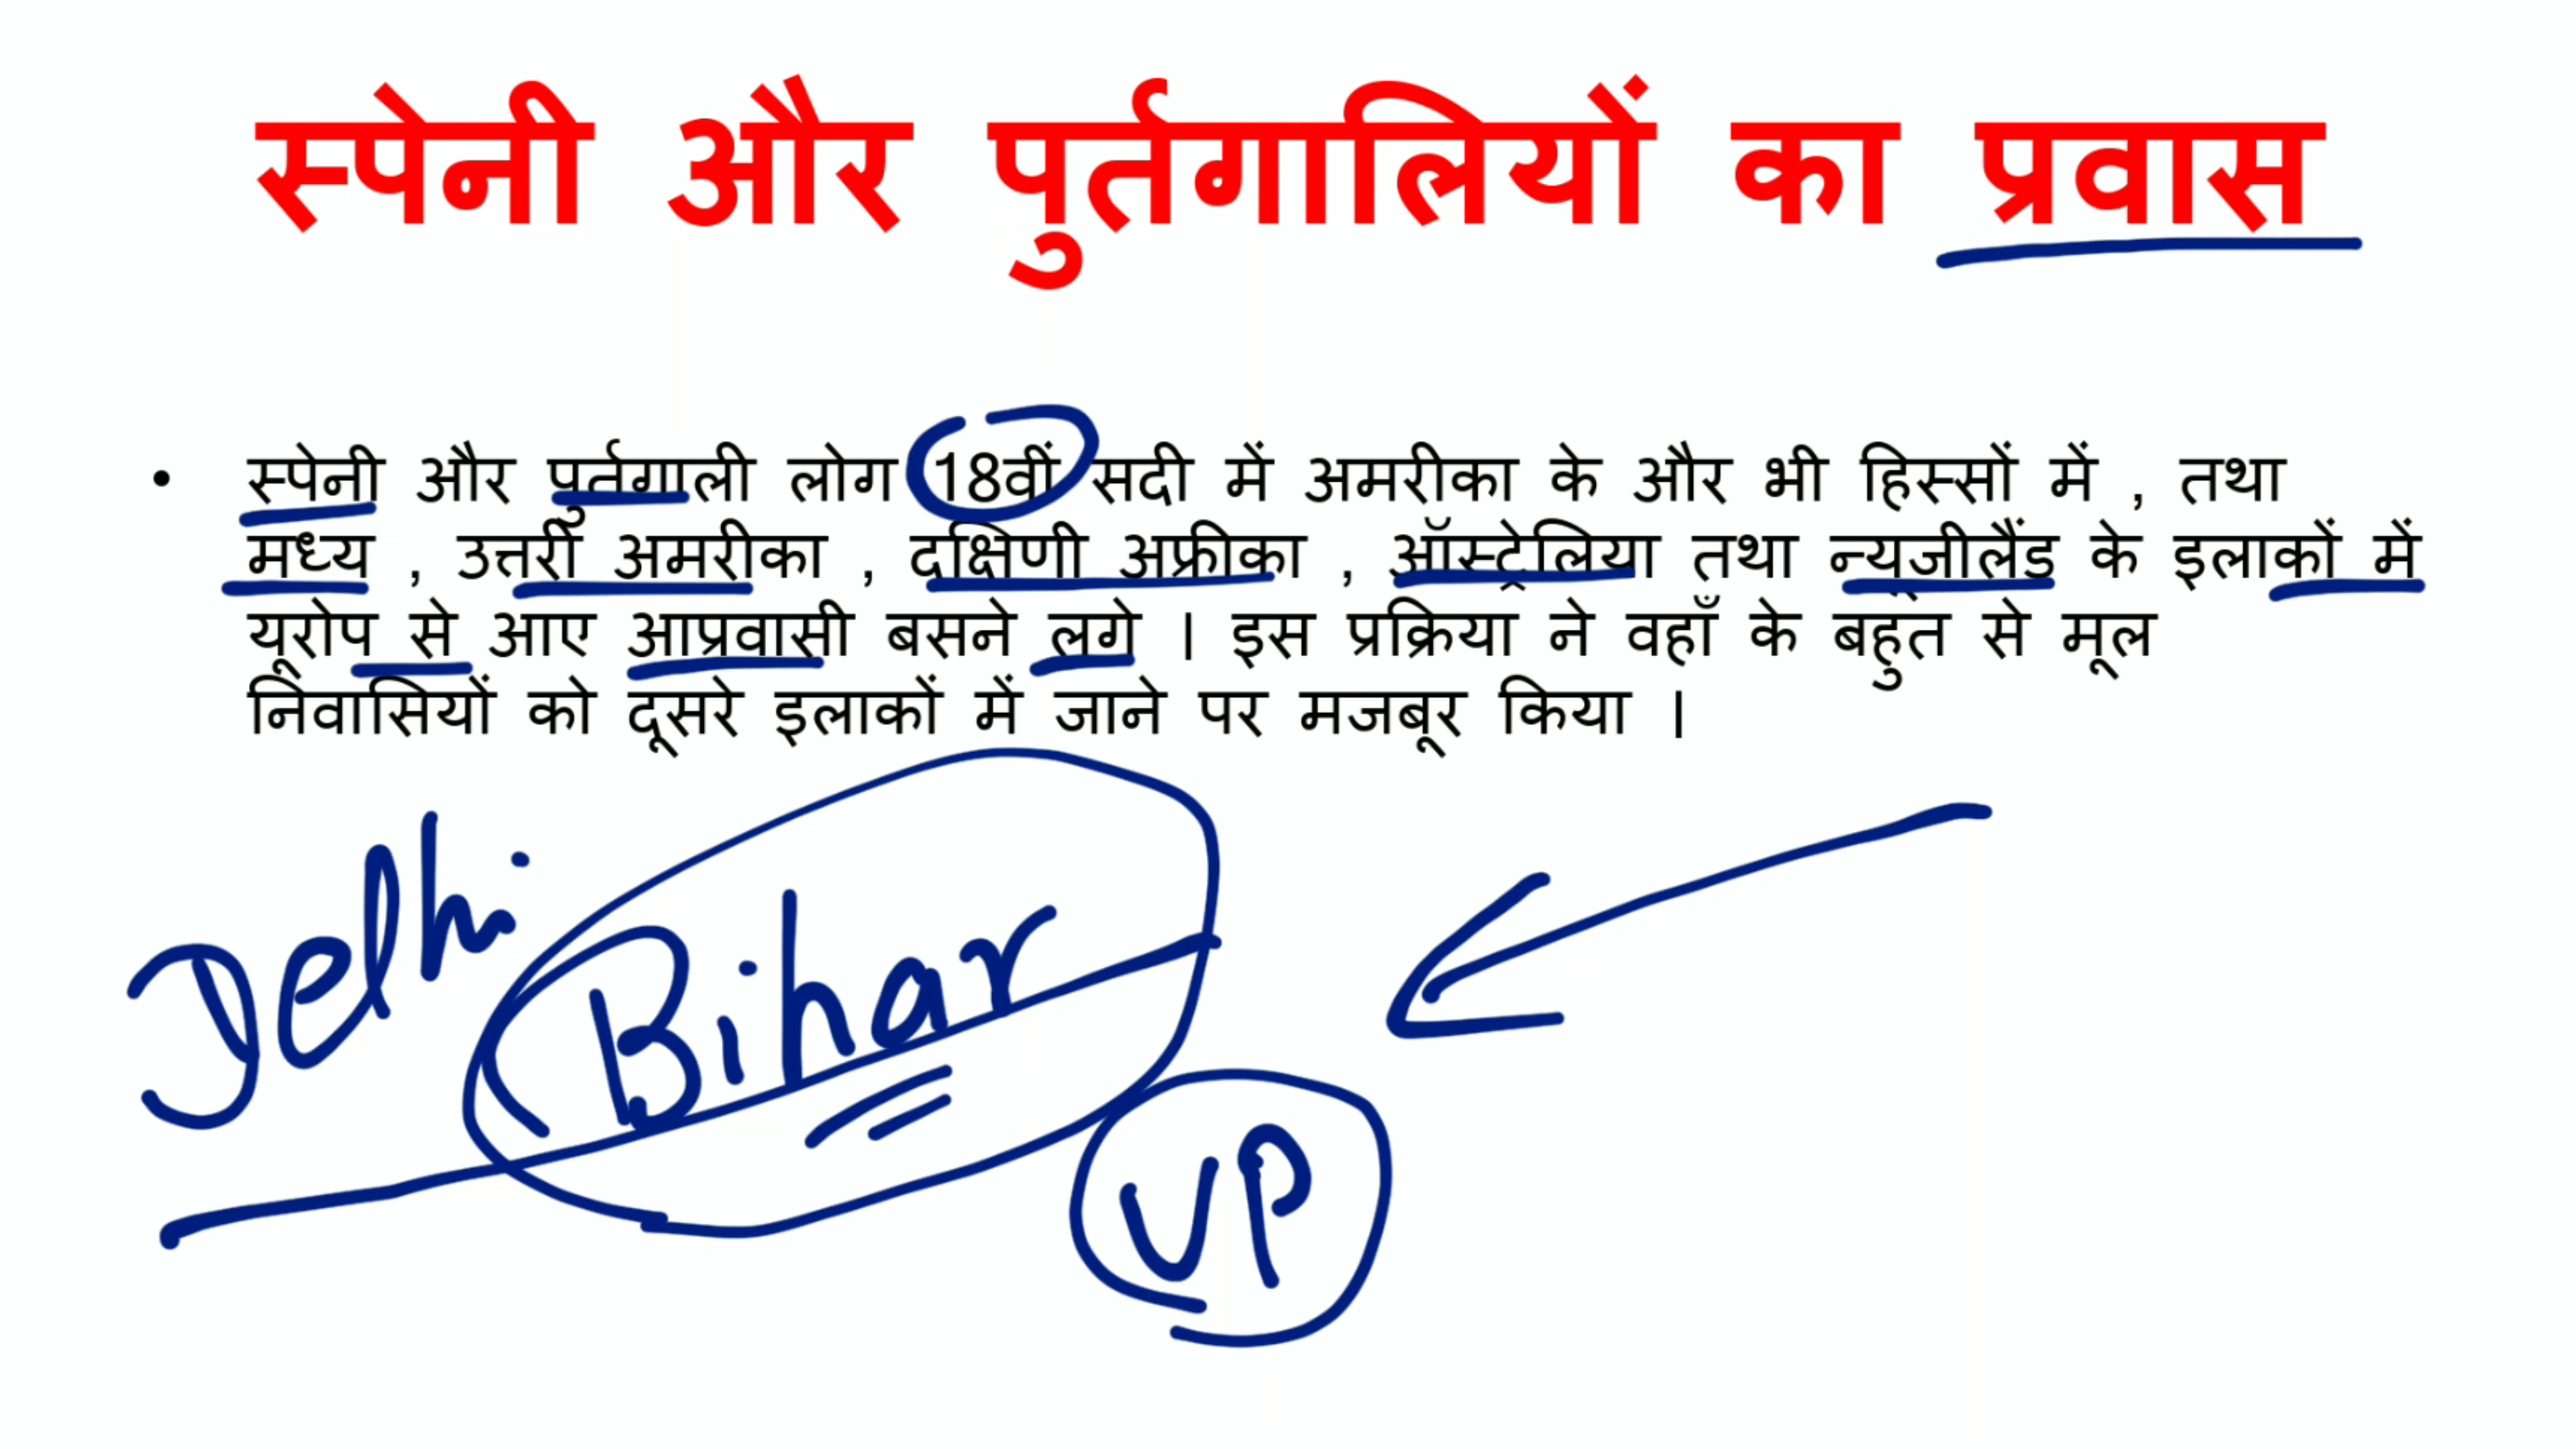 स्पेनी और पुर्तगालियों का प्रवास
• स्पेनी और पुर्तगाली लोग 18वीं सदी में अमरीका के और भी हिस्सों में , तथा
मध्य , उत्तरी अमरीका , दक्षिणी अफ्रीका , ऑस्ट्रेलिया तथा न्यूजीलैंड के इलाकों में
यूरोप से आए आप्रवासी बसने लगे । इस प्रक्रिया ने वहाँ के बहुत से मूल
निवासियों को दूसरे इलाकों में जाने पर मजबूर किया ।
Delhi
Bihar
UP